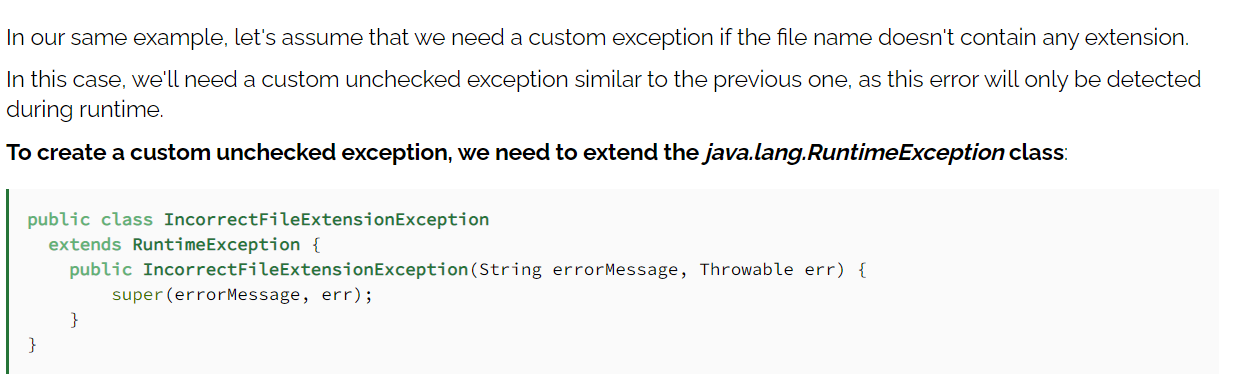 In our same example, let's assume that we need a custom exception if the file name doesn't contain any extension.
In this case, we'll need a custom unchecked exception similar to the previous one, as this error will only be detected
during runtime.
To create a custom unchecked exception, we need to extend the java.lang.RuntimeException class:
public class IncorrectFileExtensionException
  extends RuntimeException {
    public IncorrectFileExtensionException(String errorMessage, Throwable err) {
        super(errorMessage, err);
    }
}